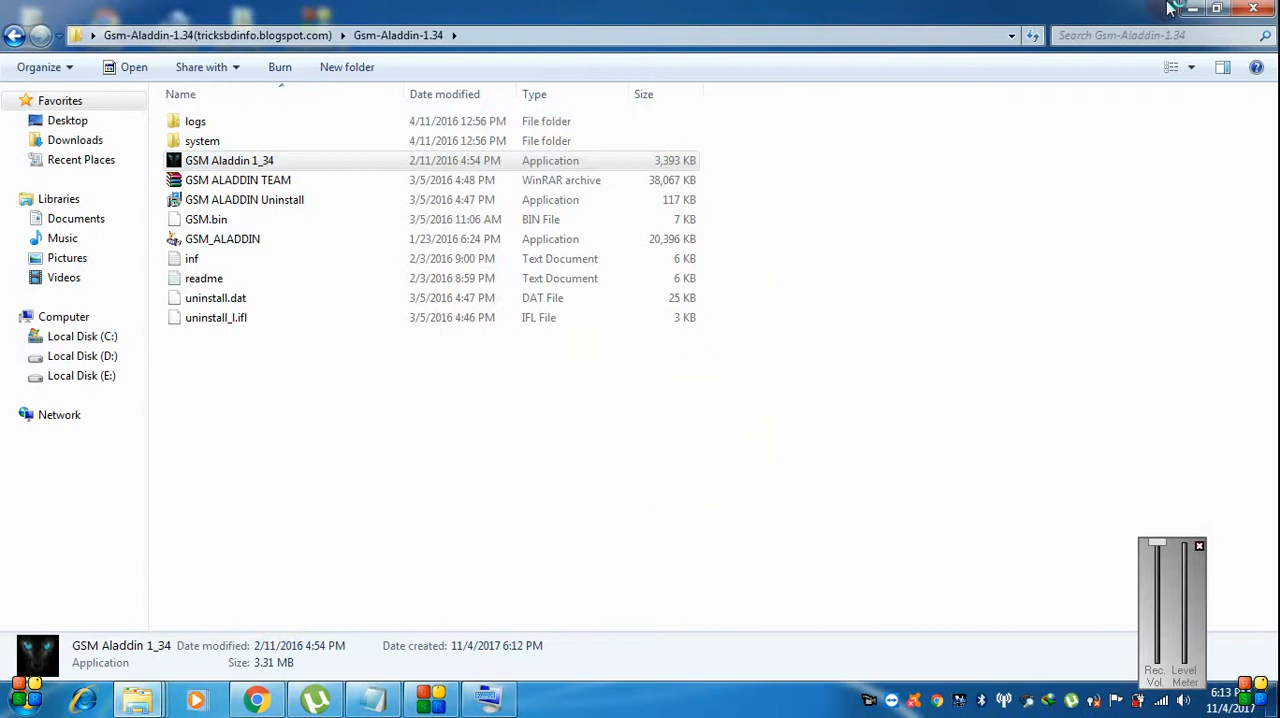 Gsm-Aladdin-1.34(tricksbdinfo.blogspot.com) Gsm-Aladdin-1.34 Search Gsm-Aladdin-1.34
Organize Open Share with Burn New folder
Favorites
Desktop
Downloads
Recent Places
Libraries
Documents
Music
Pictures
Videos
Computer
Local Disk (C:)
Local Disk (D:)
Local Disk (E:)
Network
Name Date modified Type Size
logs 4/11/2016 12:56 PM File folder
system 4/11/2016 12:56 PM File folder
GSM Aladdin 1_34 2/11/2016 4:54 PM Application 3,393 KB
GSM ALADDIN TEAM 3/5/2016 4:48 PM WinRAR archive 38,067 KB
GSM ALADDIN Uninstall 3/5/2016 4:47 PM Application 117 KB
GSM.bin 3/5/2016 11:06 AM BIN File 7 KB
GSM_ALADDIN 1/23/2016 6:24 PM Application 20,396 KB
inf 2/3/2016 9:00 PM Text Document 6 KB
readme 2/3/2016 8:59 PM Text Document 6 KB
uninstall.dat 3/5/2016 4:47 PM DAT File 25 KB
uninstall_l.ifl 3/5/2016 4:46 PM IFL File 3 KB
Rec. Level
Vol. Meter
GSM Aladdin 1_34 Date modified: 2/11/2016 4:54 PM Date created: 11/4/2017 6:12 PM
Application Size: 3.31 MB
6:13
11/4/2017